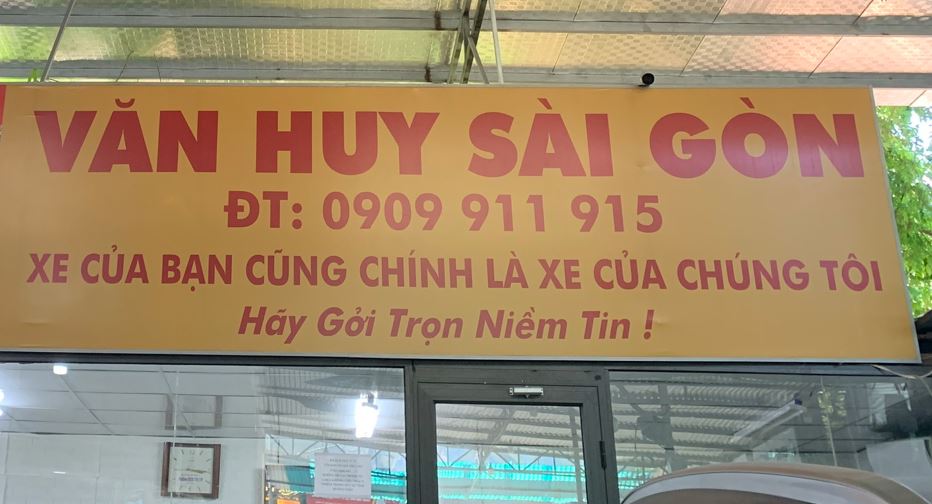 VĂN HUY SÀI GÒN
ĐT: 0909 911 915
XE CỦA BẠN CŨNG CHÍNH LÀ XE CỦA CHÚNG TÔI
Hãy Gởi Trọn Niềm Tin !